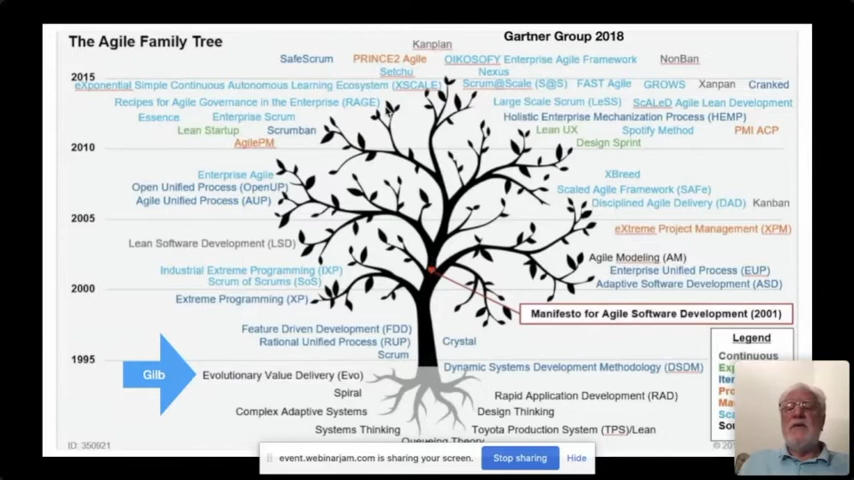 The Agile Family Tree
Gartner Group 2018
Kanplan
SafeScrum
PRINCE2 Agile
OIKOSOFY Enterprise Agile Framework
NonBan
Setchu
Nexus
2015
eXponential Simple Continuous Autonomous Learning Ecosystem (XSCALE)
Scrum@Scale (S@S)
FAST Agile
GROWS
Xanpan
Cranked
Recipes for Agile Governance in the Enterprise (RAGE)
Large Scale Scrum (LeSS)
ScALeD Agile Lean Development
Essence
Enterprise Scrum
Holistic Enterprise Mechanization Process (HEMP)
Lean Startup
Scrumban
Lean UX
Spotify Method
PMI ACP
AgilePM
Design Sprint
2010
Enterprise Agile
XBreed
Open Unified Process (OpenUP)
Scaled Agile Framework (SAFe)
Agile Unified Process (AUP)
Disciplined Agile Delivery (DAD)
Kanban
2005
eXtreme Project Management (XPM)
Lean Software Development (LSD)
Agile Modeling (AM)
Industrial Extreme Programming (IXP)
Enterprise Unified Process (EUP)
Scrum of Scrums (SoS)
Adaptive Software Development (ASD)
2000
Extreme Programming (XP)
Manifesto for Agile Software Development (2001)
Feature Driven Development (FDD)
Rational Unified Process (RUP)
Crystal
Legend
Scrum
Continuous
1995
Dynamic Systems Development Methodology (DSDM)
Gilb
Evolutionary Value Delivery (Evo)
Spiral
Rapid Application Development (RAD)
Complex Adaptive Systems
Design Thinking
Systems Thinking
Toyota Production System (TPS)/Lean
Queueing Theory
ID: 350921
event.webinarjam.com is sharing your screen.
Stop sharing
Hide